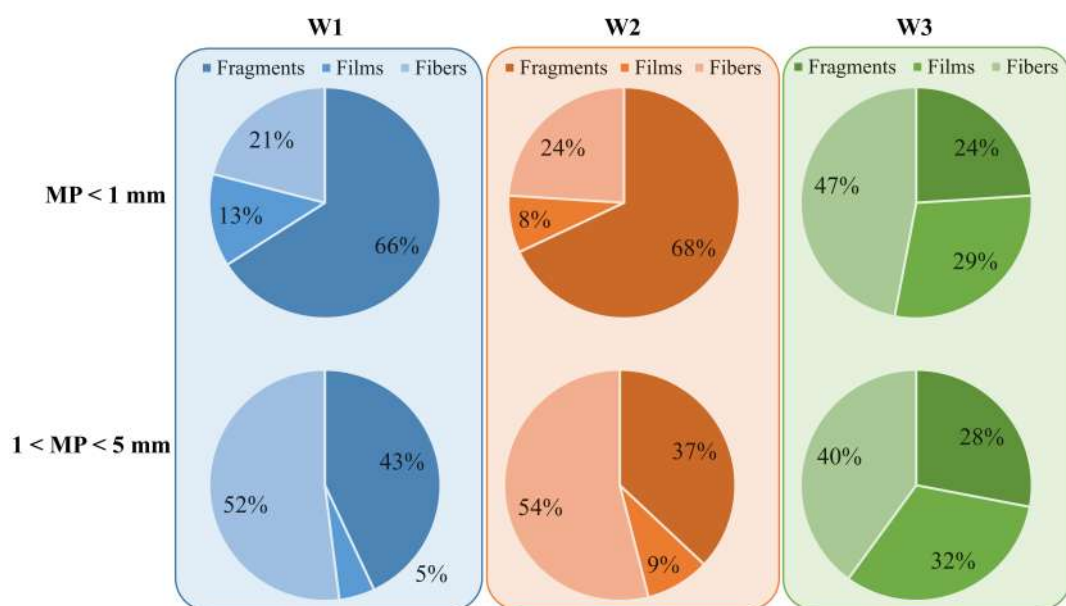 W1 W2 W3
Fragments Films Fibers Fragments Films Fibers Fragments Films Fibers
MP < 1 mm
21% 13% 66%
24% 8% 68%
47% 24% 29%
1 < MP < 5 mm
52% 43% 5%
54% 37% 9%
40% 28% 32%